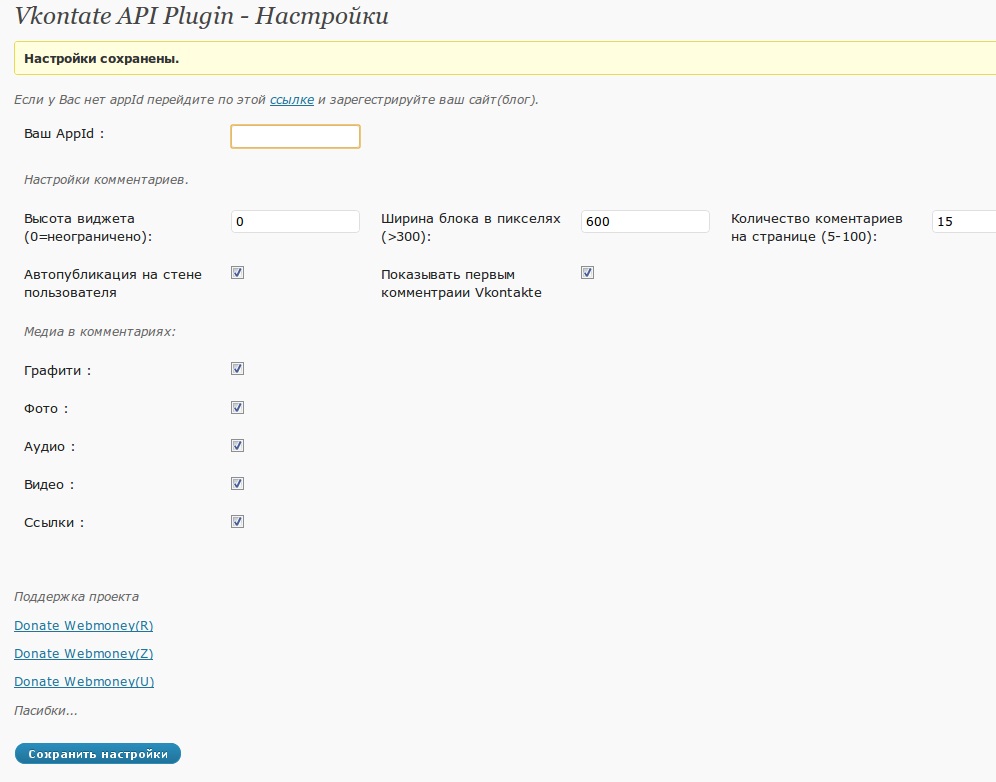 Vkontate API Plugin - Настройки
Настройки сохранены.
Если у Вас нет appId перейдите по этой ссылке и зарегестрируйте ваш сайт(блог).
Ваш AppId :
Настройки комментариев.
Высота виджета (0=неограничено): 0
Ширина блока в пикселях (>300): 600
Количество коментариев на странице (5-100): 15
Автопубликация на стене пользователя
Показывать первым комментраии Vkontakte
Медиа в комментариях:
Графити :
Фото :
Аудио :
Видео :
Ссылки :
Поддержка проекта
Donate Webmoney(R)
Donate Webmoney(Z)
Donate Webmoney(U)
Пасибки...
Сохранить настройки